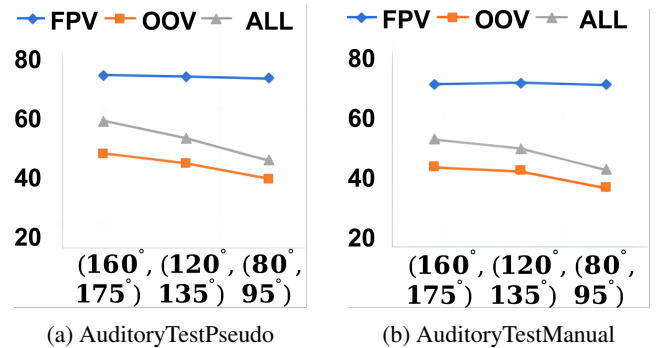 FPV OOV ALL
80
60
40
20
(160°, (120°, (80°,
175°) 135°) 95°)
(a) AuditoryTestPseudo
FPV OOV ALL
80
60
40
20
(160°, (120°, (80°,
175°) 135°) 95°)
(b) AuditoryTestManual